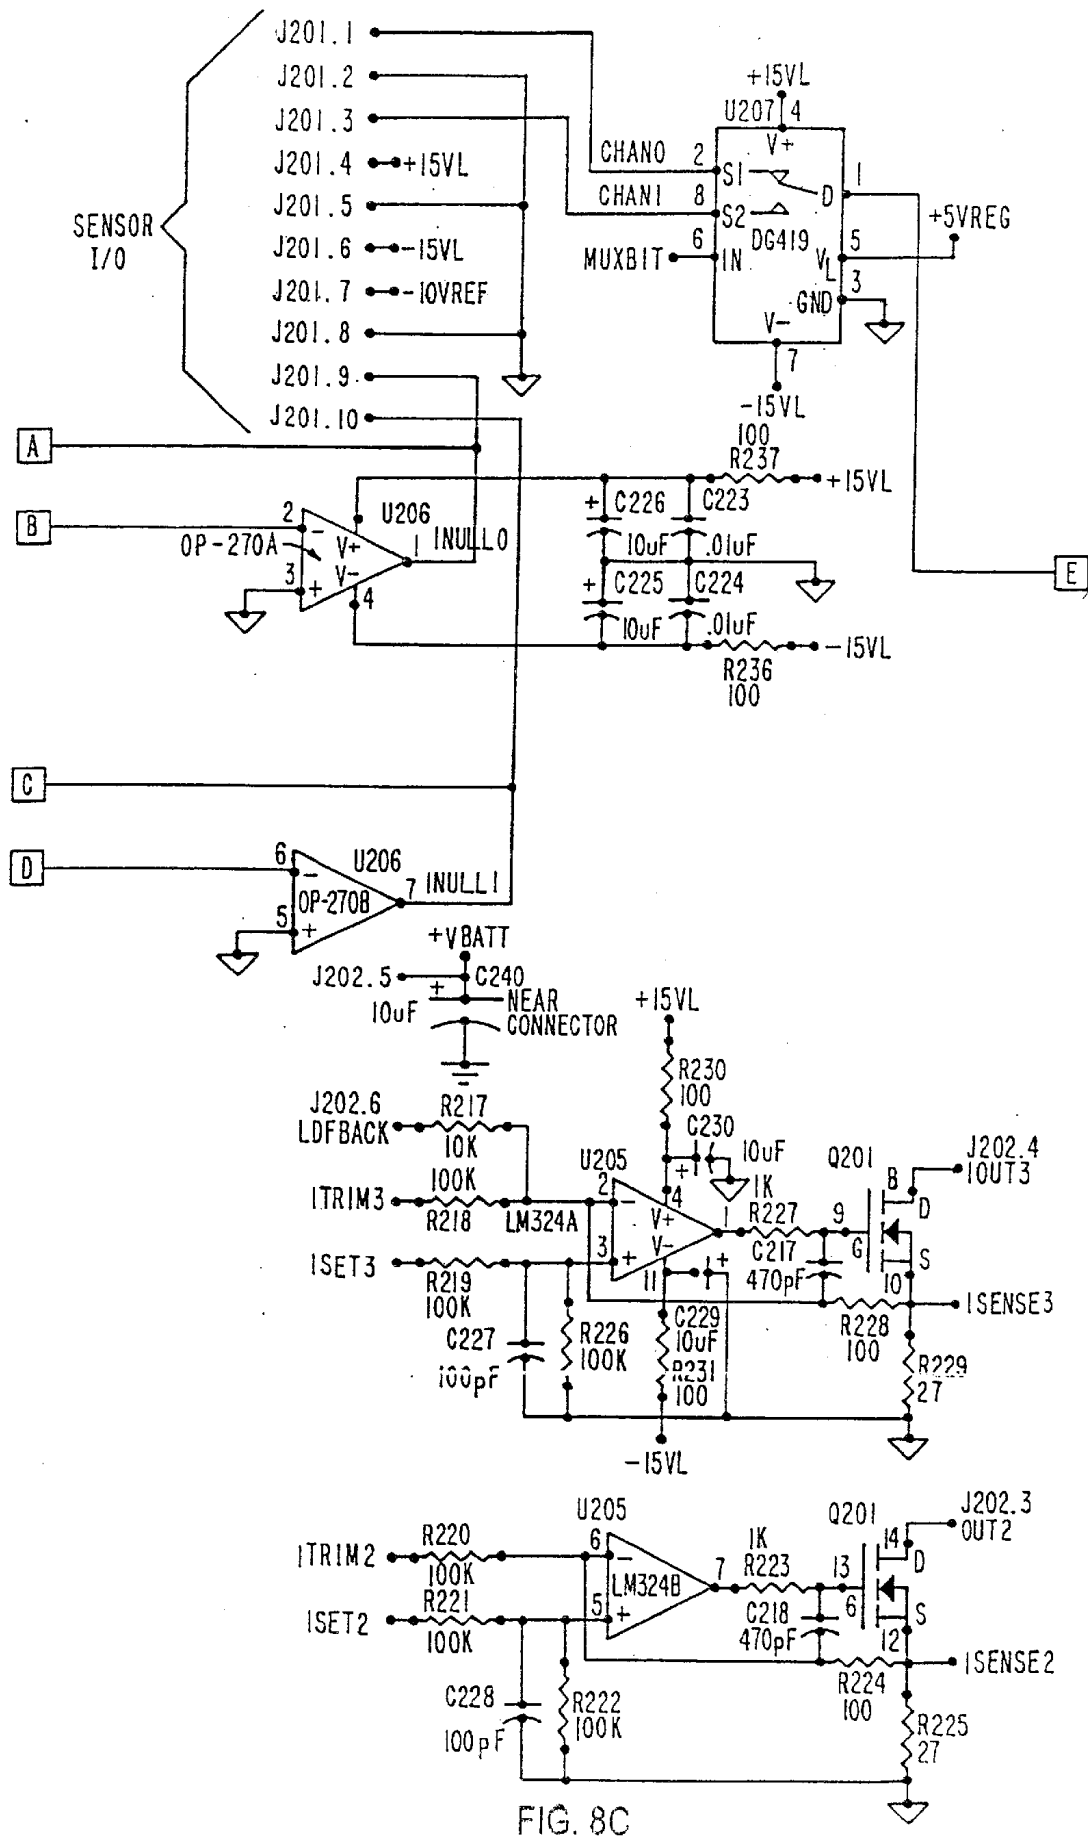 J201.1
J201.2
J201.3
J201.4
+15VL
J201.5
J201.6
-15VL
J201.7
-10VREF
J201.8
J201.9
J201.10
SENSOR
I/O
+15VL
U207 4
V+
CHAN0
2
S1
1
D
CHAN1
8
S2
+5VREG
DG419
5
VL
MUXBIT
6
IN
3
GND
V-
7
-15VL
100
R237
+15VL
A
B
2
-
U206
OP-270A
V+
1
INULL0
V-
3
+
4
+
C226
C223
10uF
.01uF
+
C225
C224
10uF
.01uF
-15VL
R236
100
E
C
D
6
-
U206
OP-270B
7
INULL1
5
+
+VBATT
J202.5
+
C240
10uF
NEAR
CONNECTOR
+15VL
R230
100
J202.6
LDFBACK
R217
10K
C230
10uF
+
U205
100K
ITRIM3
R218
LM324A
2
-
4
V+
1
1K
R227
Q201
J202.4
IOUT3
B
D
9
G
S
10
V-
3
+
11
+
C217
470pF
ISET3
R219
100K
ISENSE3
R228
100
C229
10uF
R231
100
C227
100pF
R226
100K
R229
27
-15VL
U205
ITRIM2
R220
100K
6
-
LM324B
7
1K
R223
Q201
J202.3
OUT2
14
D
13
6
S
12
R221
ISET2
100K
5
+
C218
470pF
ISENSE2
R224
100
C228
100pF
R222
100K
R225
27
FIG. 8C